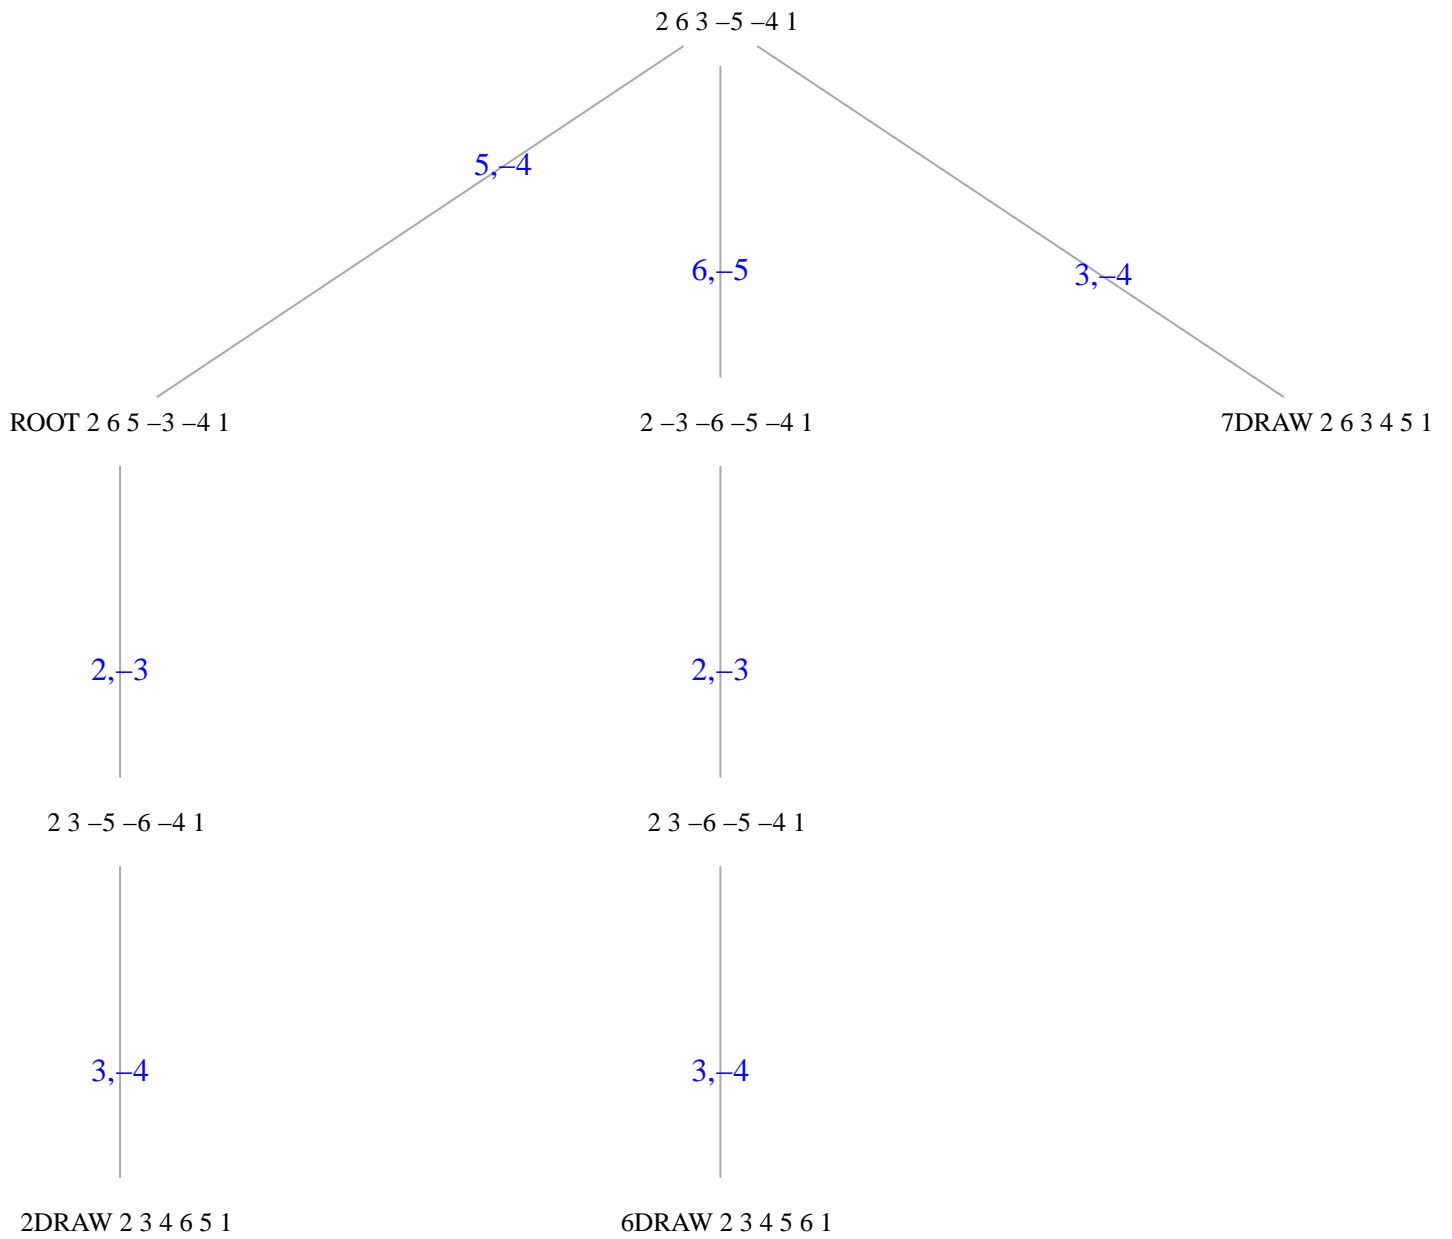 2 6 3 –5 –4 1
5,–4
6,–5
3,–4
ROOT 2 6 5 –3 –4 1
2 –3 –6 –5 –4 1
7DRAW 2 6 3 4 5 1
2,–3
2,–3
2 3 –5 –6 –4 1
2 3 –6 –5 –4 1
3,–4
3,–4
2DRAW 2 3 4 6 5 1
6DRAW 2 3 4 5 6 1